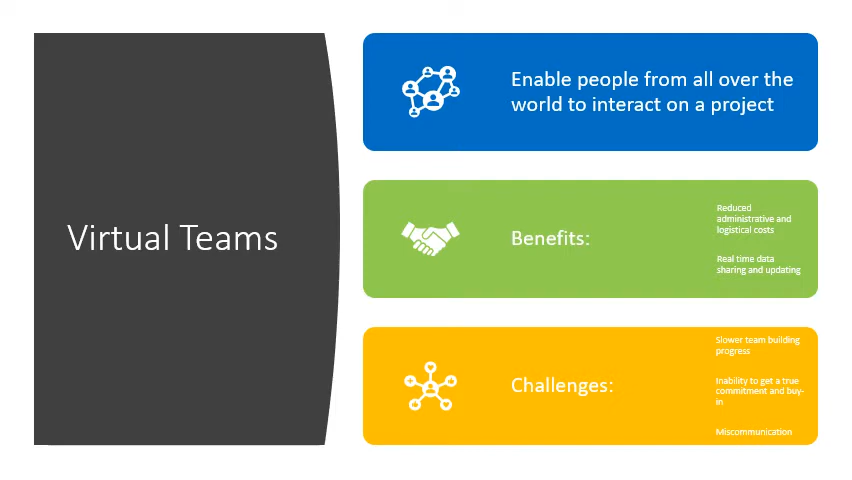 Virtual Teams
Enable people from all over the
world to interact on a project
Benefits:
Reduced
administrative and
logistical costs
Real time data
sharing and updating
Challenges:
Slower team building
progress
Inability to get a true
commitment and buy-
in
Miscommunication